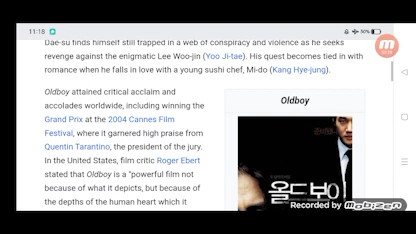 11:18
50%
Dae-su finds himself still trapped in a web of conspiracy and violence as he seeks
revenge against the enigmatic Lee Woo-jin (Yoo Ji-tae). His quest becomes tied in with
romance when he falls in love with a young sushi chef, Mi-do (Kang Hye-jung).
Oldboy attained critical acclaim and
accolades worldwide, including winning the
Grand Prix at the 2004 Cannes Film
Festival, where it garnered high praise from
Quentin Tarantino, the president of the jury.
In the United States, film critic Roger Ebert
stated that Oldboy is a "powerful film not
because of what it depicts, but because of
the depths of the human heart which it
Oldboy
올드보이
Recorded by mobizen